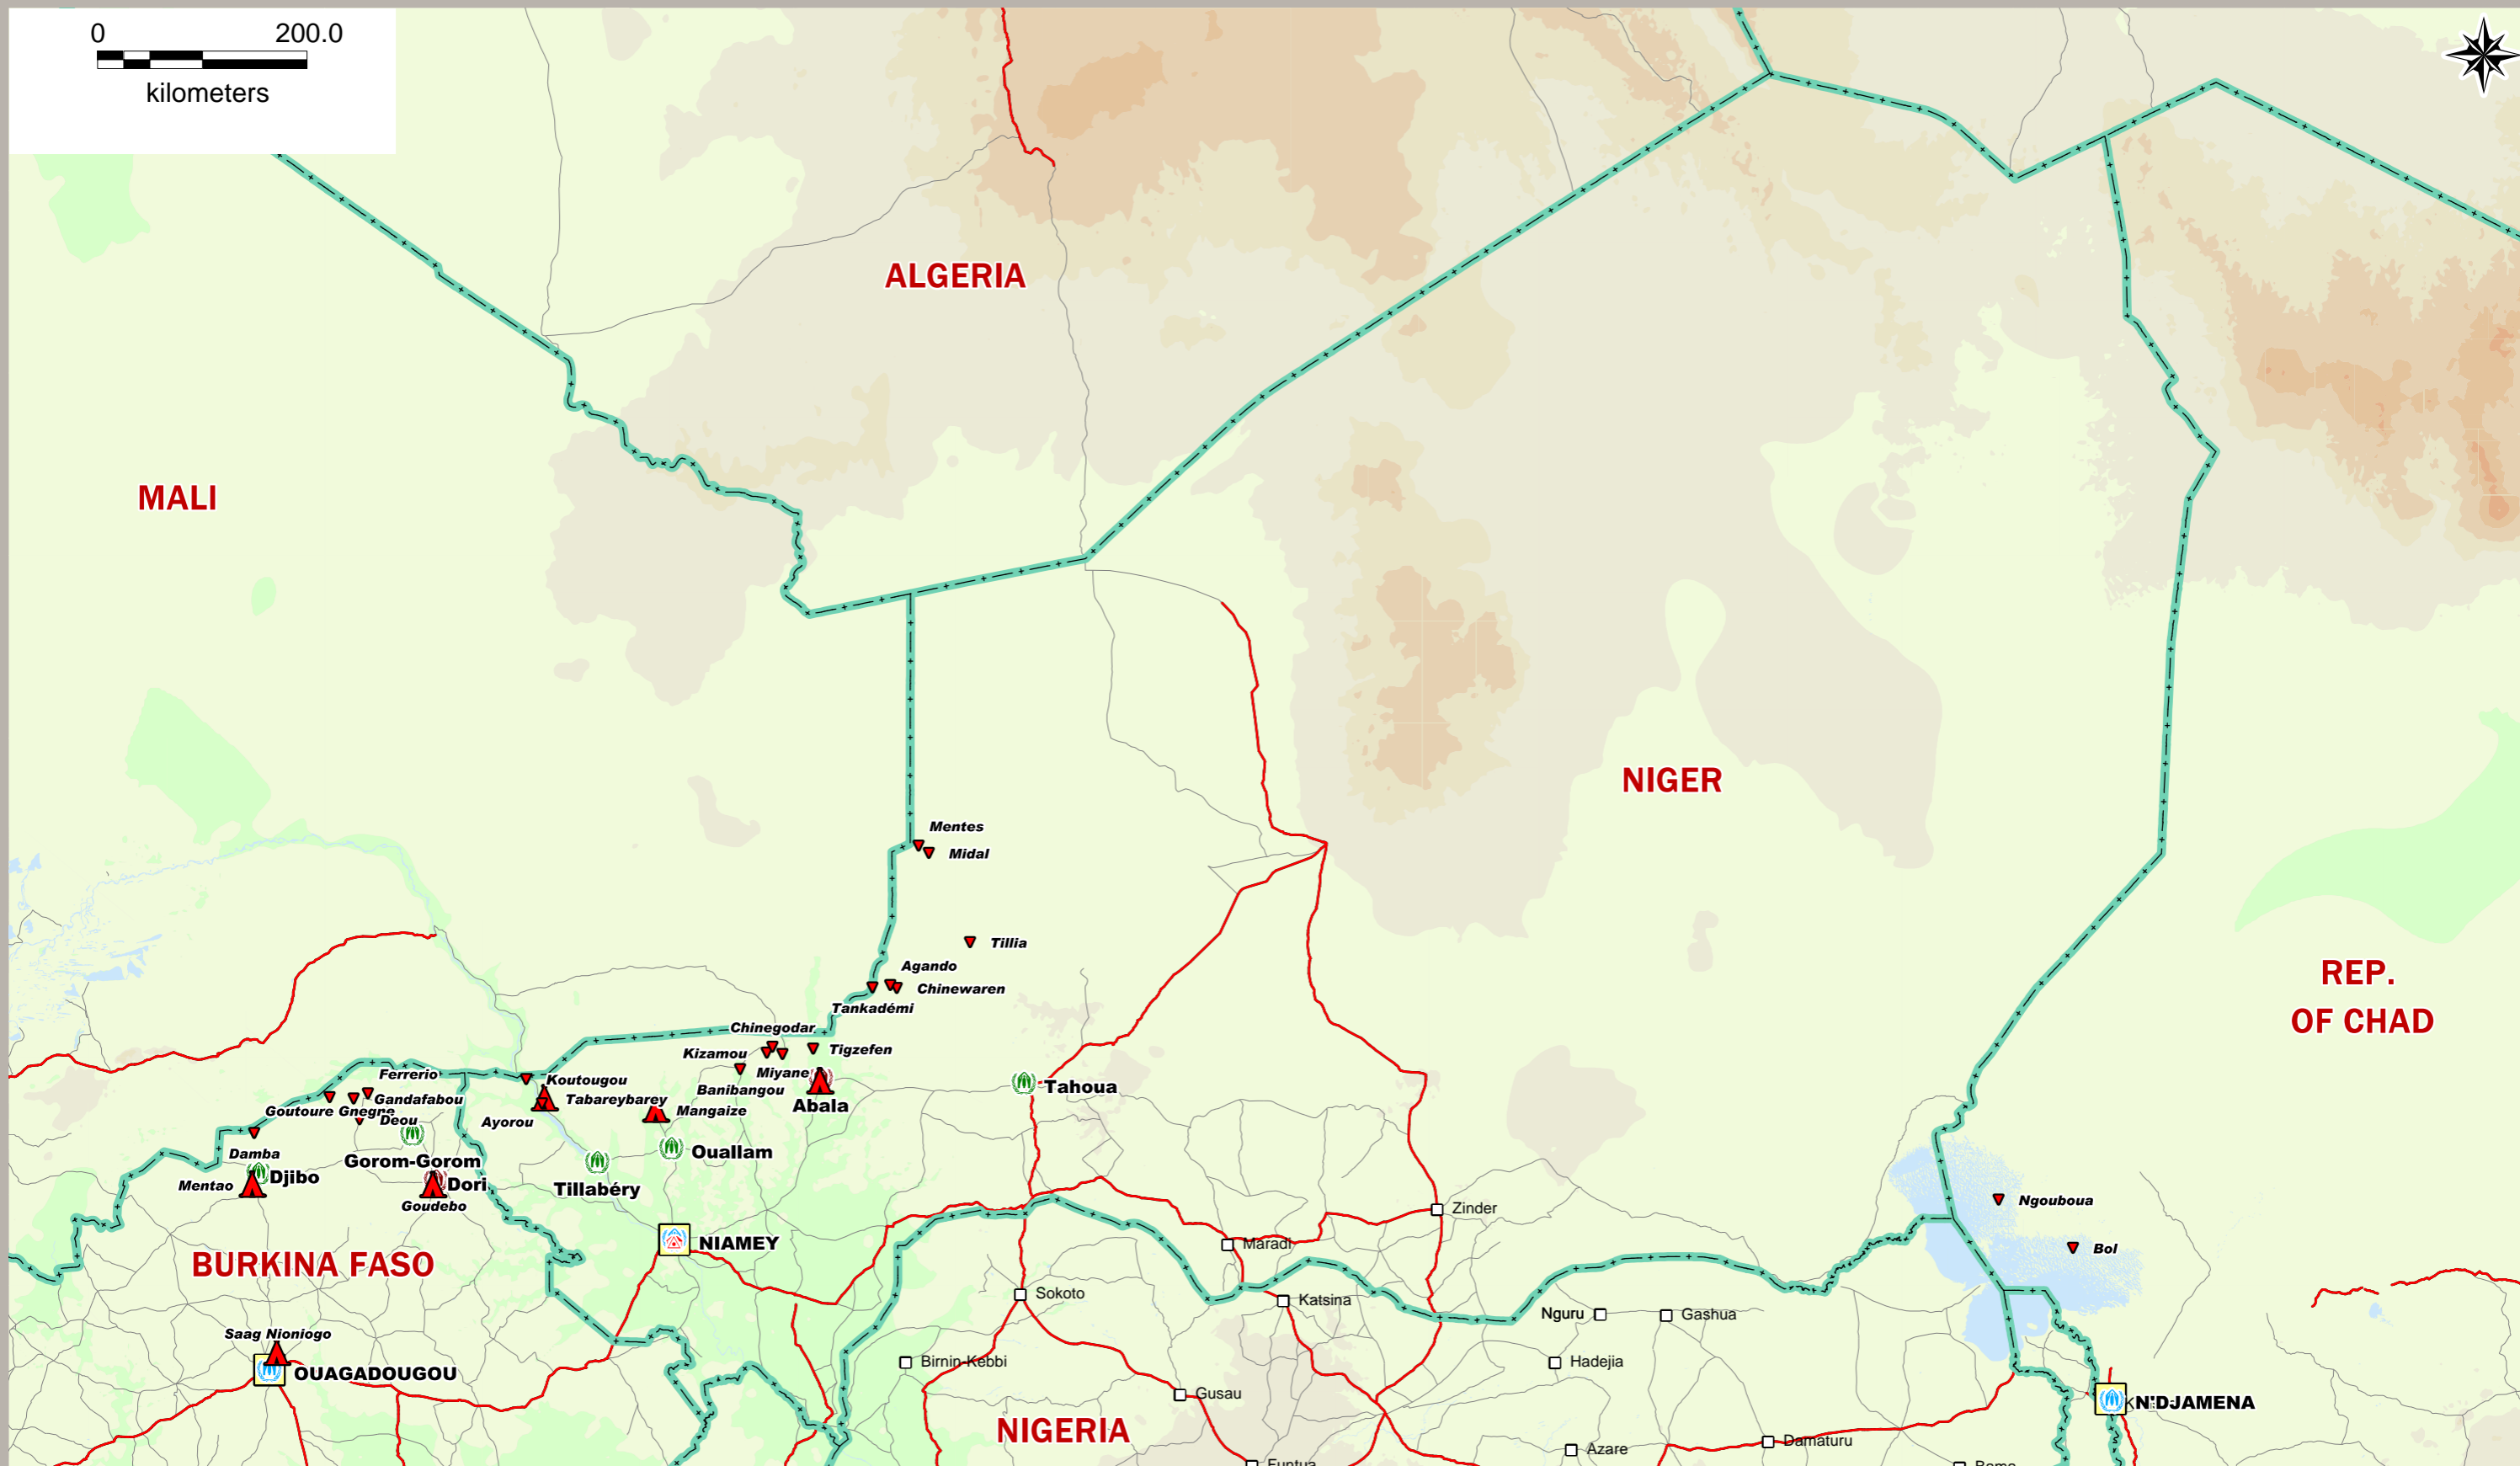 0 200.0
kilometers
ALGERIA
MALI
NIGER
Mentes
Midal
Tillia
Agando
Chinewaren
Tankadémi
REP.
OF CHAD
Chinegodar
Kizamou
Tigzefen
Miyane
Banibangou
Abala
Tahoua
Ferrerio
Koutougou
Gandafabou
Tabareybarey
Goutoure Gnegne
Mangaize
Deou
Ayorou
Damba
Gorom-Gorom
Ouallam
Djibo
Mentao
Dori
Tillabéry
Goudebo
Ngouboua
Zinder
NIAMEY
Maradi
Bol
BURKINA FASO
Sokoto
Katsina
Nguru
Gashua
Saag Nioniogo
Birnin-Kebbi
Hadejia
OUAGADOUGOU
Gusau
N'DJAMENA
NIGERIA
Azare
Damaturu
Funtua
Bama